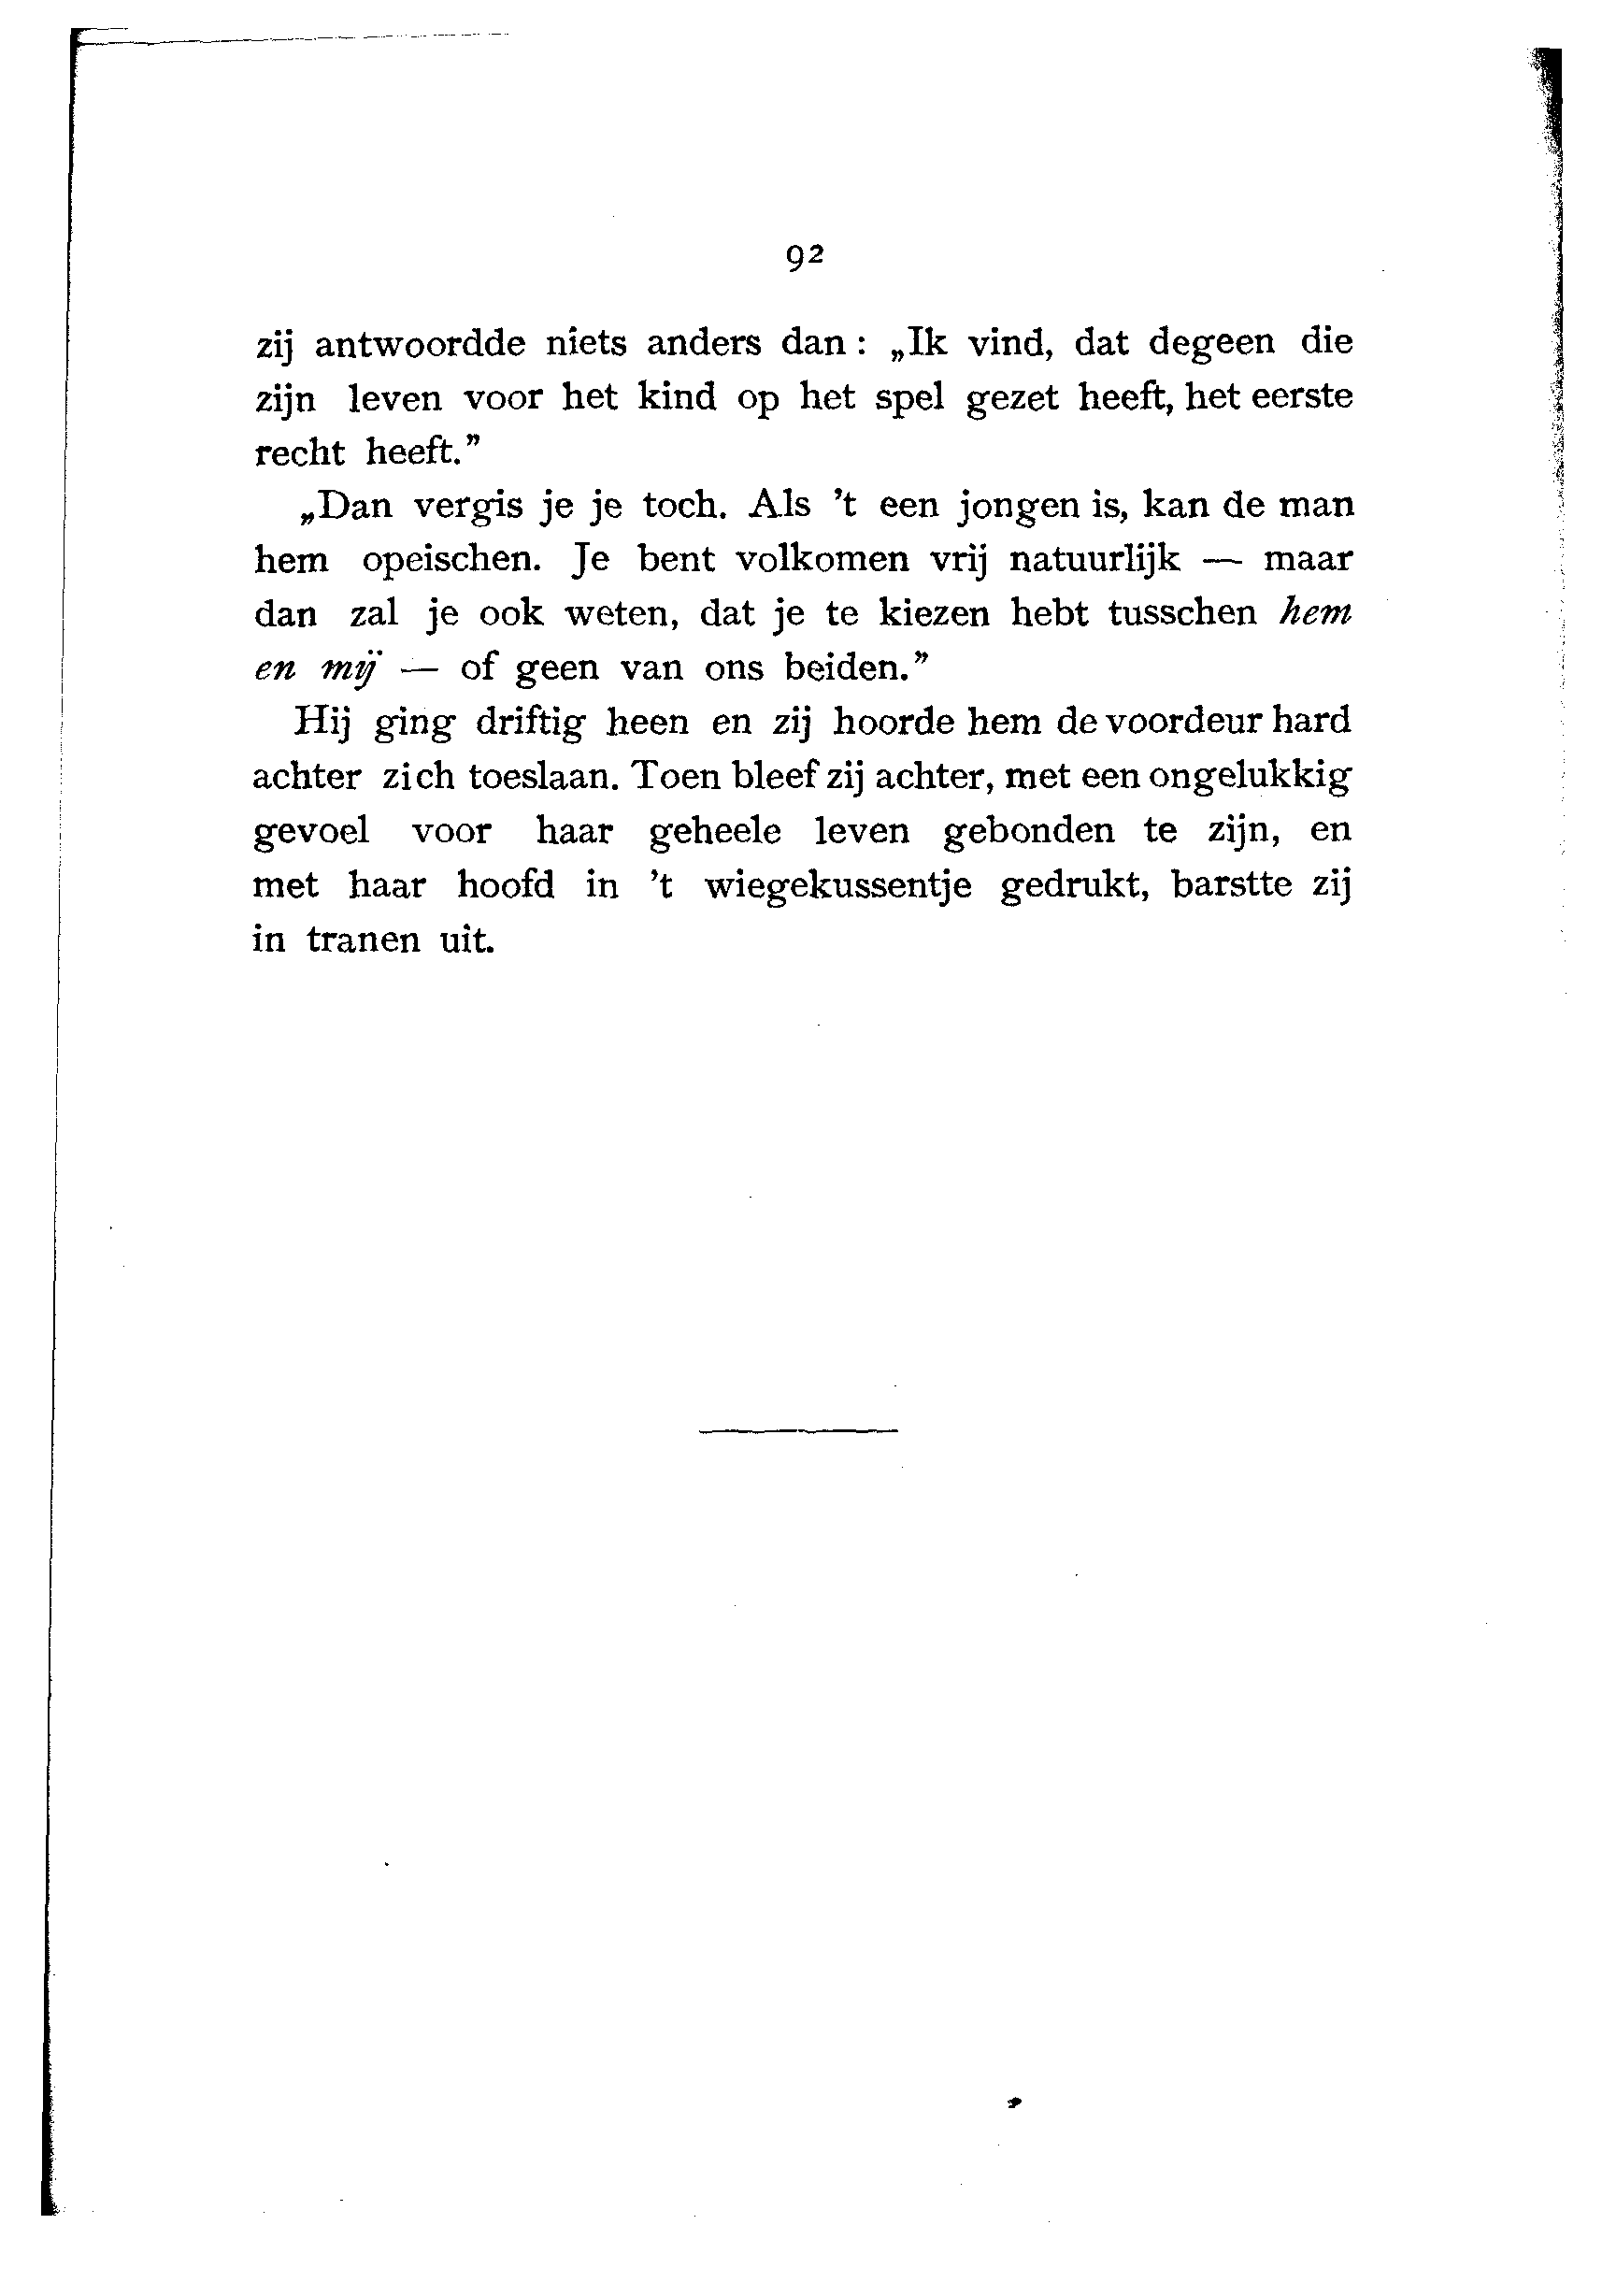 92
zij antwoordde niets anders dan : „Ik vind, dat degeen die
zijn leven voor het kind op het spel gezet heeft, het eerste
recht heeft.”
„Dan vergis je je toch. Als ’t een jongen is, kan de man
hem opeischen. Je bent volkomen vrij natuurlijk — maar
dan zal je ook weten, dat je te kiezen hebt tusschen hem
en mij — of geen van ons beiden.”
Hij ging driftig heen en zij hoorde hem de voordeur hard
achter zich toeslaan. Toen bleef zij achter, met een ongelukkig
gevoel voor haar geheele leven gebonden te zijn, en
met haar hoofd in ’t wiegekussentje gedrukt, barstte zij
in tranen uit.